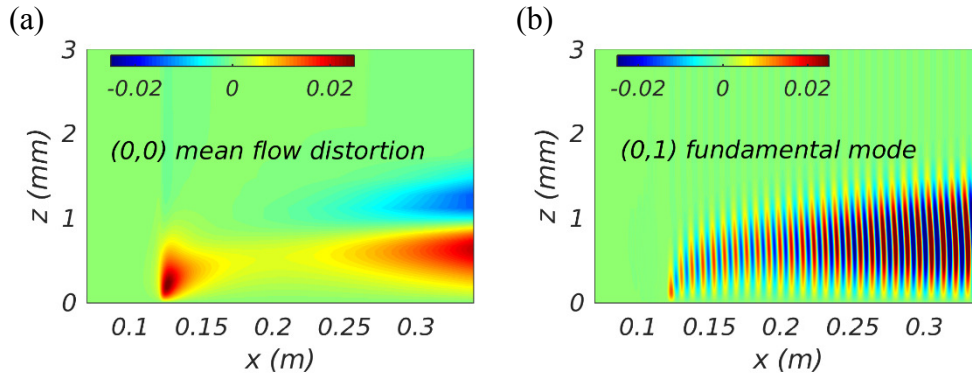 (a)
3
2
1
0
z (mm)
-0.02 0 0.02
(0,0) mean flow distortion
0.1 0.15 0.2 0.25 0.3
x (m)
(b)
3
2
1
0
z (mm)
-0.02 0 0.02
(0,1) fundamental mode
0.1 0.15 0.2 0.25 0.3
x (m)